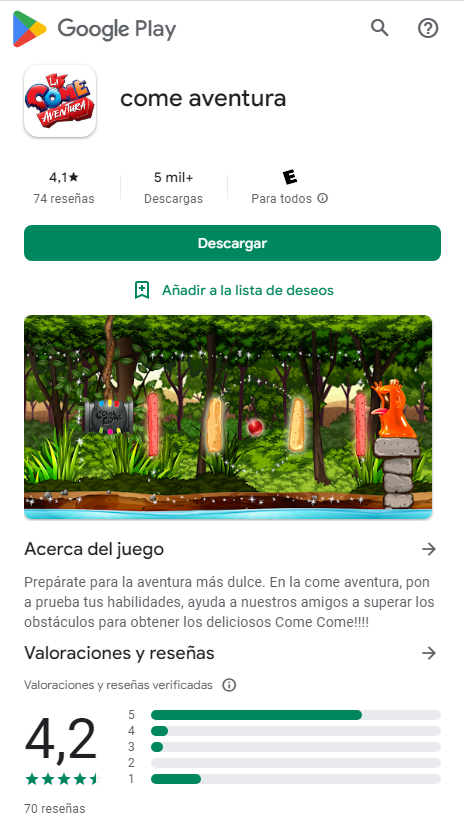 Google Play
LE
COME
AVENTURA
come aventura
4,1★
74 reseñas
5 mil+
Descargas
E
Para todos
Descargar
Añadir a la lista de deseos
COME
COME
Acerca del juego
Prepárate para la aventura más dulce. En la come aventura, pon
a prueba tus habilidades, ayuda a nuestros amigos a superar los
obstáculos para obtener los deliciosos Come Come!!!!
Valoraciones y reseñas
Valoraciones y reseñas verificadas
4,2
5
4
3
2
1
70 reseñas